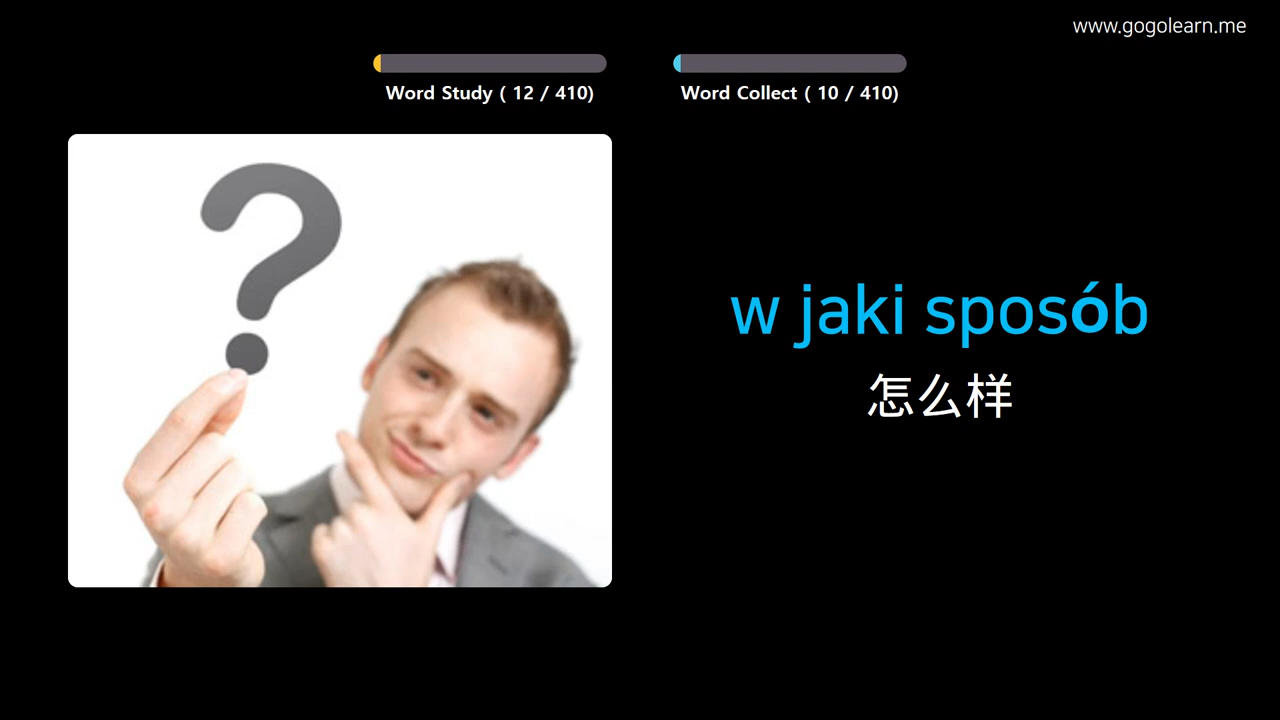 www.gogolearn.me
Word Study ( 12 / 410)
Word Collect ( 10 / 410)
w jaki sposób
怎么样